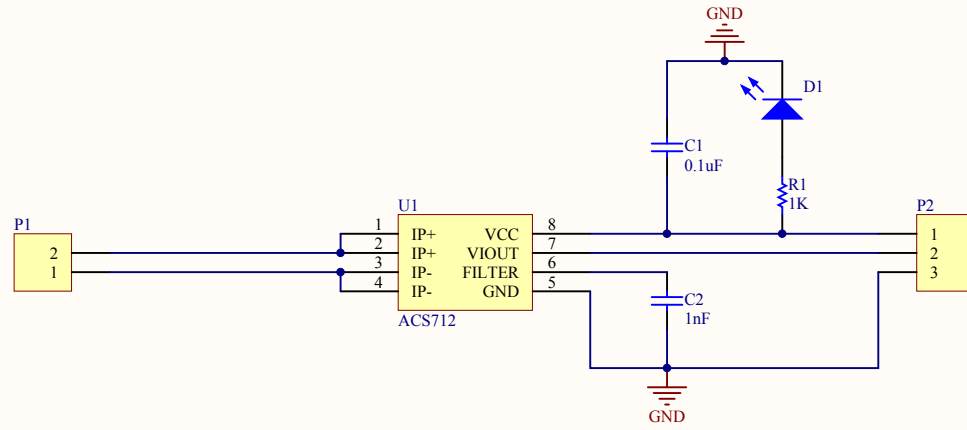 GND
D1
C1
0.1uF
R1
1K
P1
2
1
U1
1 IP+ VCC 8
2 IP+ VIOUT 7
3 IP- FILTER 6
4 IP- GND 5
ACS712
P2
1
2
3
C2
1nF
GND